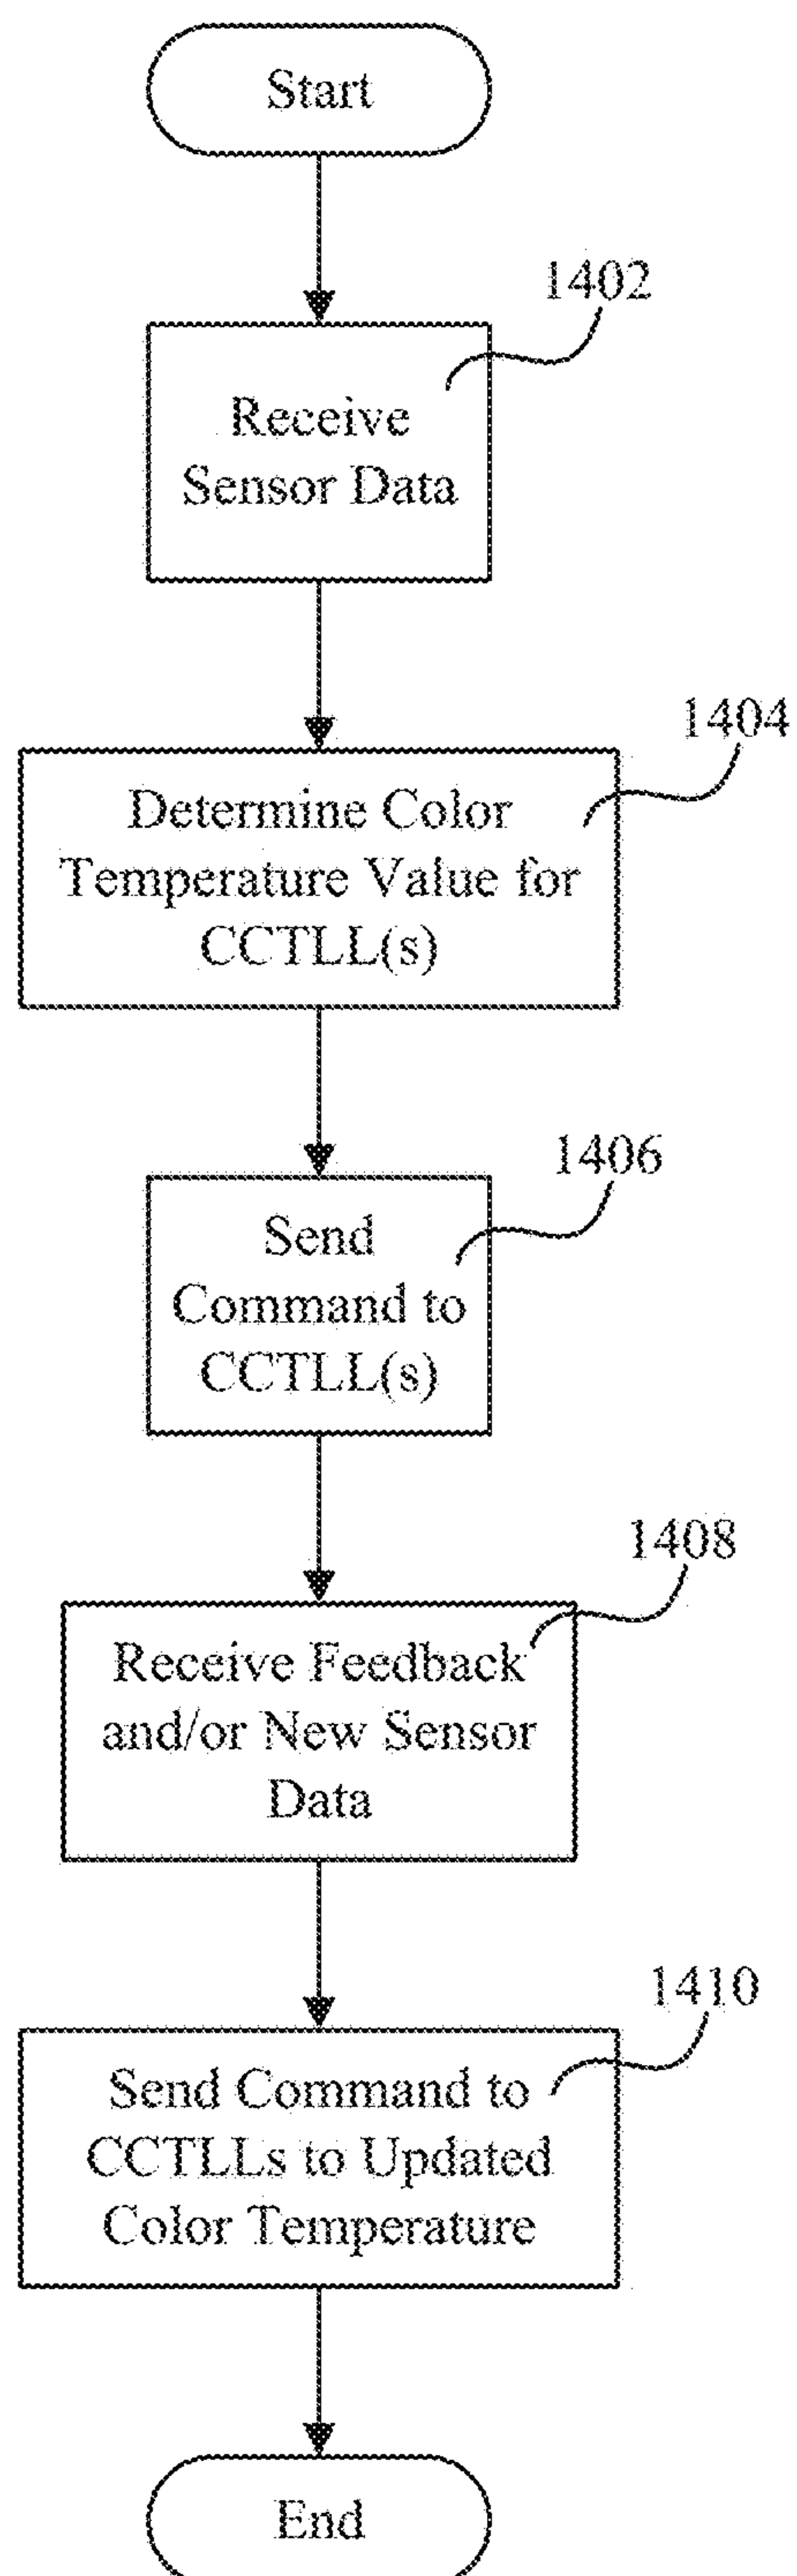 Start
1402
Receive
Sensor Data
1404
Determine Color
Temperature Value for
CCTLL(s)
1406
Send
Command to
CCTLL(s)
1408
Receive Feedback
and/or New Sensor
Data
1410
Send Command to
CCTLLs to Updated
Color Temperature
End